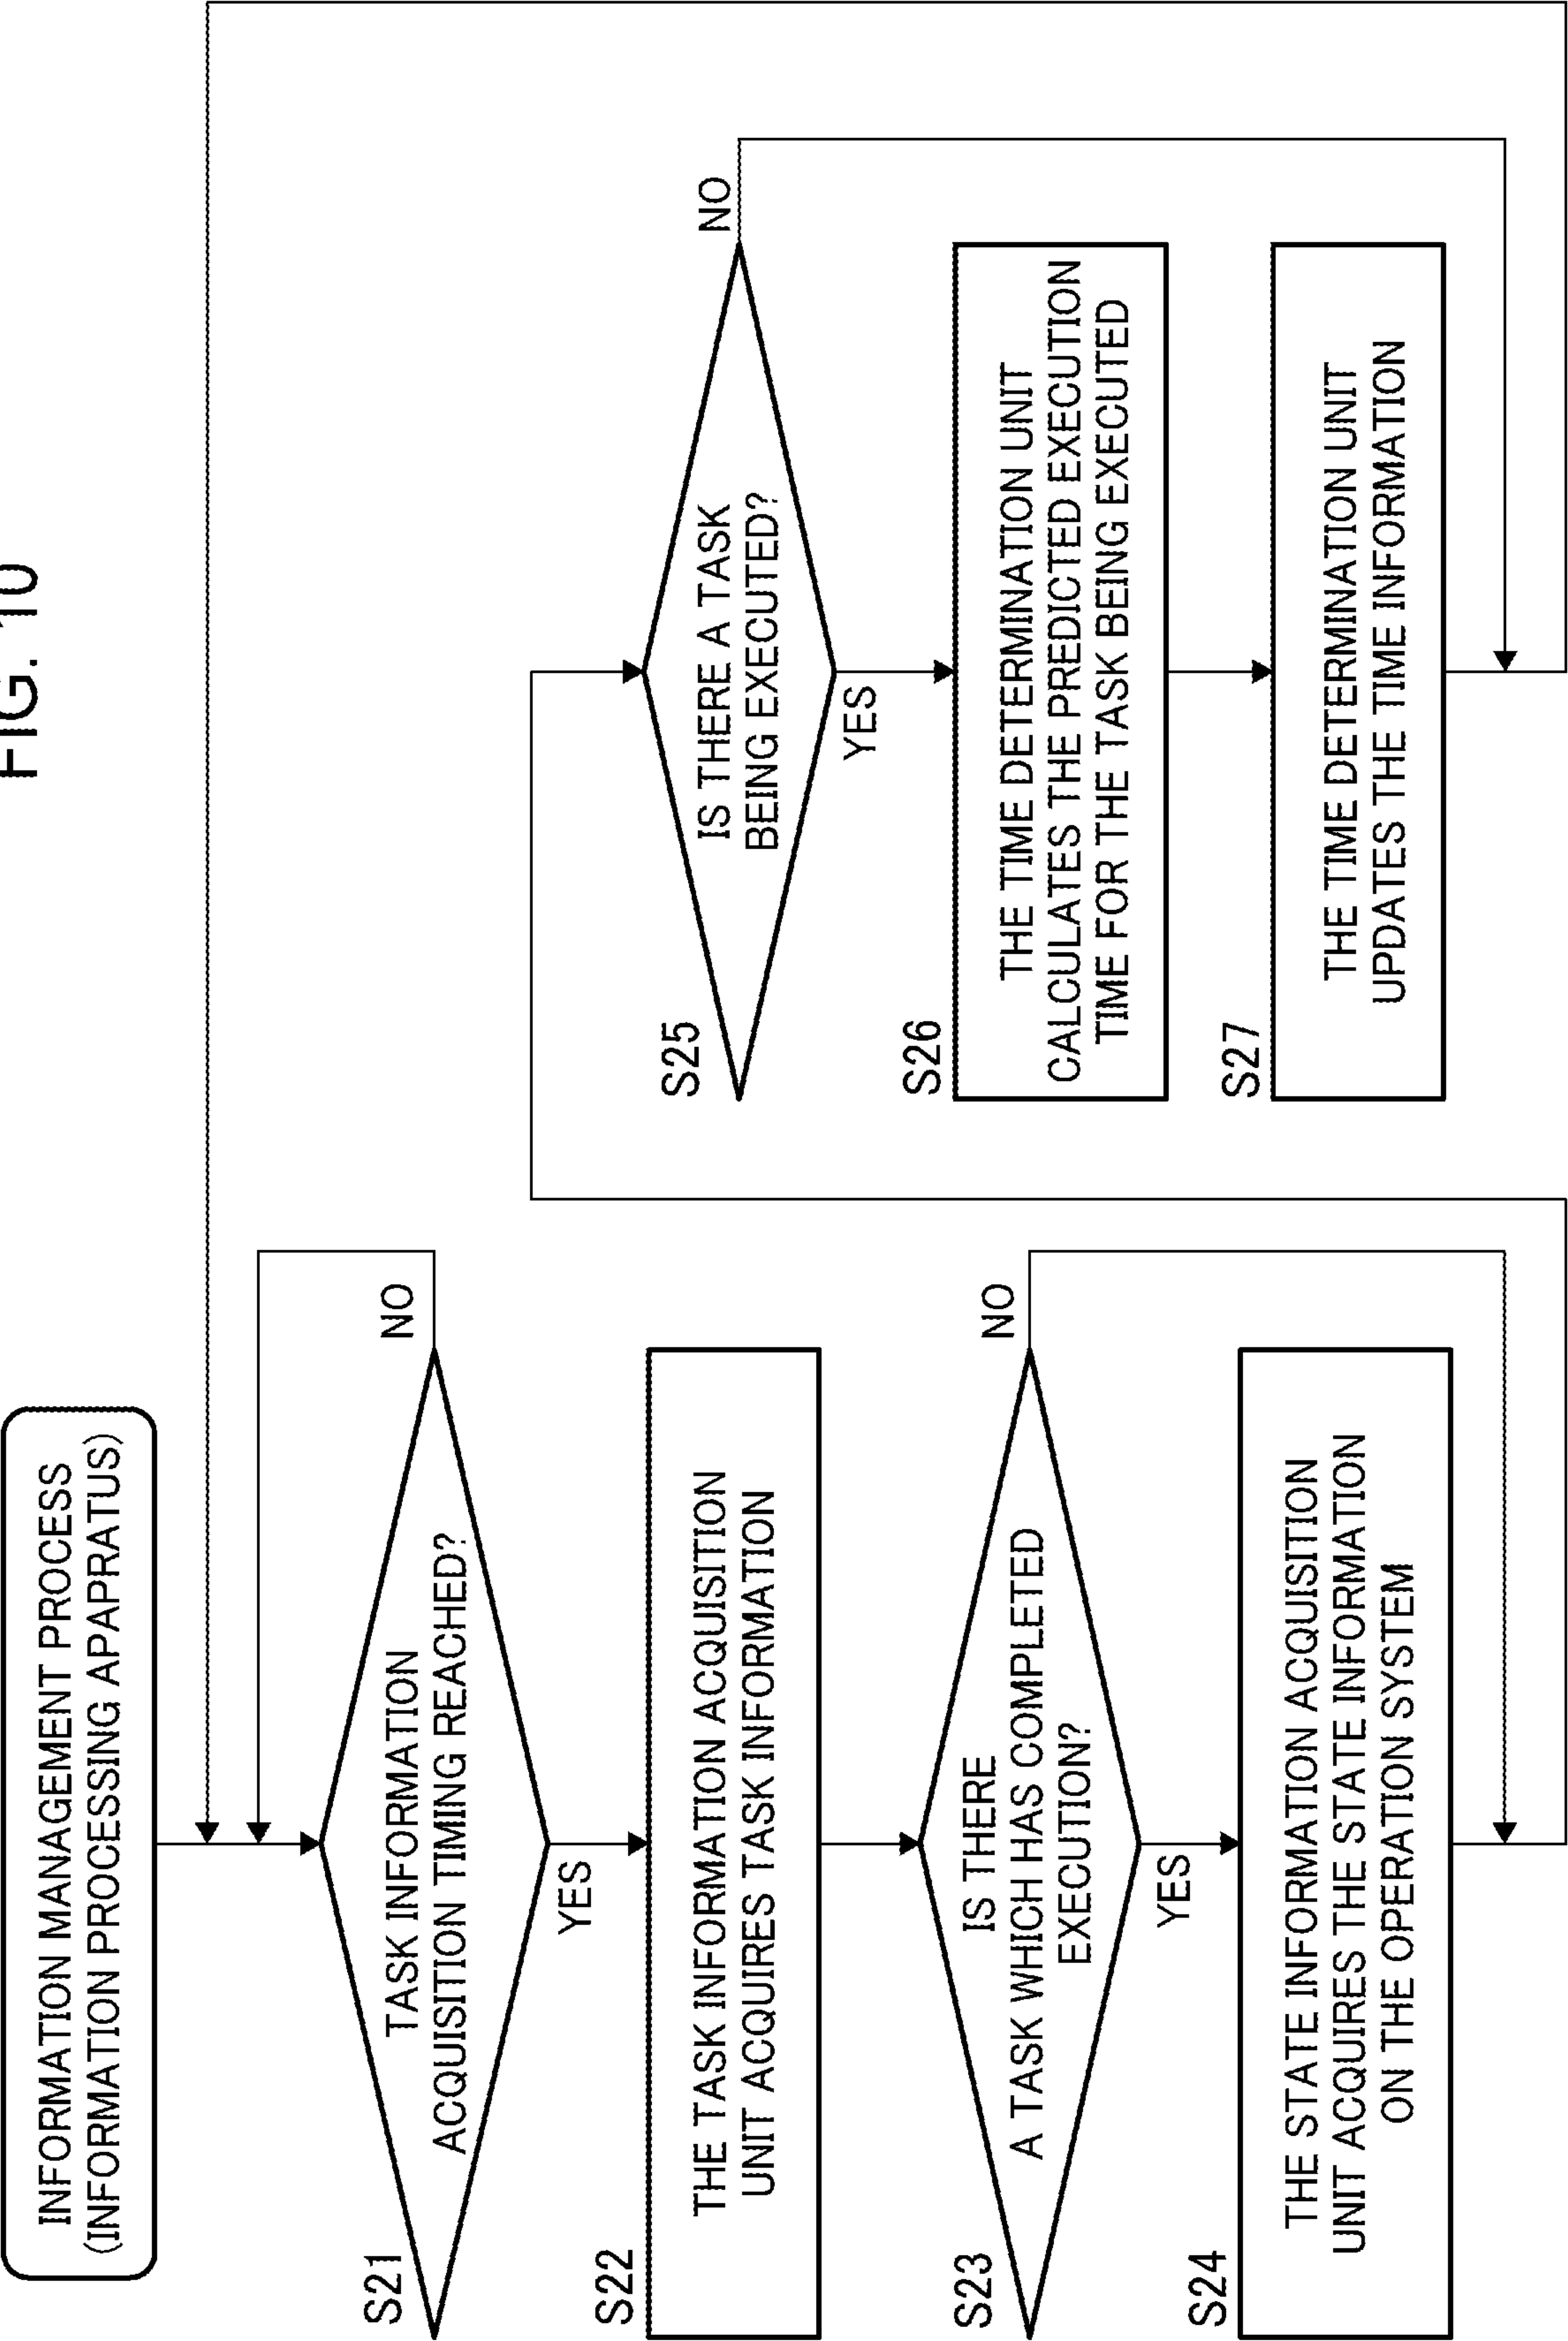 FIG. 10
INFORMATION MANAGEMENT PROCESS
(INFORMATION PROCESSING APAPRATUS)
S21
TASK INFORMATION
ACQUISITION TIMING REACHED?
NO
YES
S22
THE TASK INFORMATION ACQUISITION
UNIT ACQUIRES TASK INFORMATION
S23
IS THERE
A TASK WHICH HAS COMPLETED
EXECUTION?
NO
YES
S24
THE STATE INFORMATION ACQUISITION
UNIT ACQUIRES THE STATE INFORMATION
ON THE OPERATION SYSTEM
S25
IS THERE A TASK
BEING EXECUTED?
NO
YES
S26
THE TIME DETERMINATION UNIT
CALCULATES THE PREDICTED EXECUTION
TIME FOR THE TASK BEING EXECUTED
S27
THE TIME DETERMINATION UNIT
UPDATES THE TIME INFORMATION